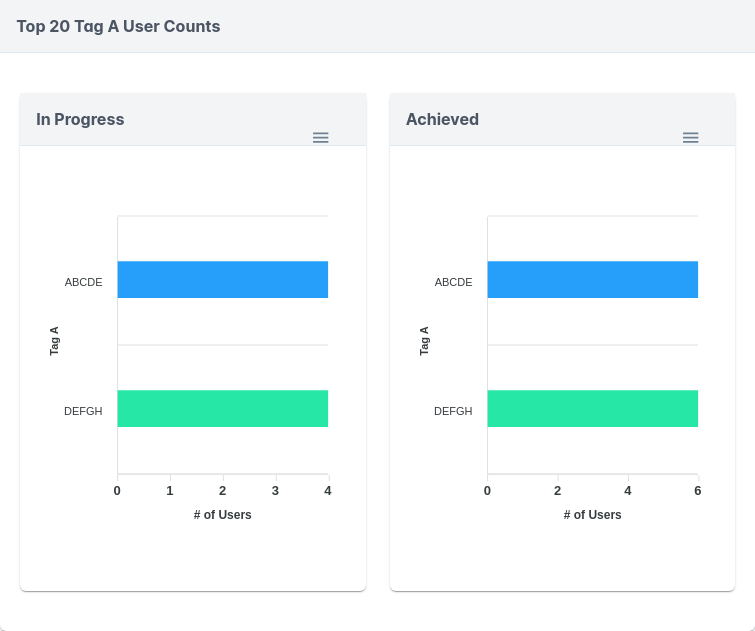 Top 20 Tag A User Counts
In Progress
ABCDE
Tag A
DEFGH
0 1 2 3 4
# of Users
Achieved
ABCDE
Tag A
DEFGH
0 2 4 6
# of Users